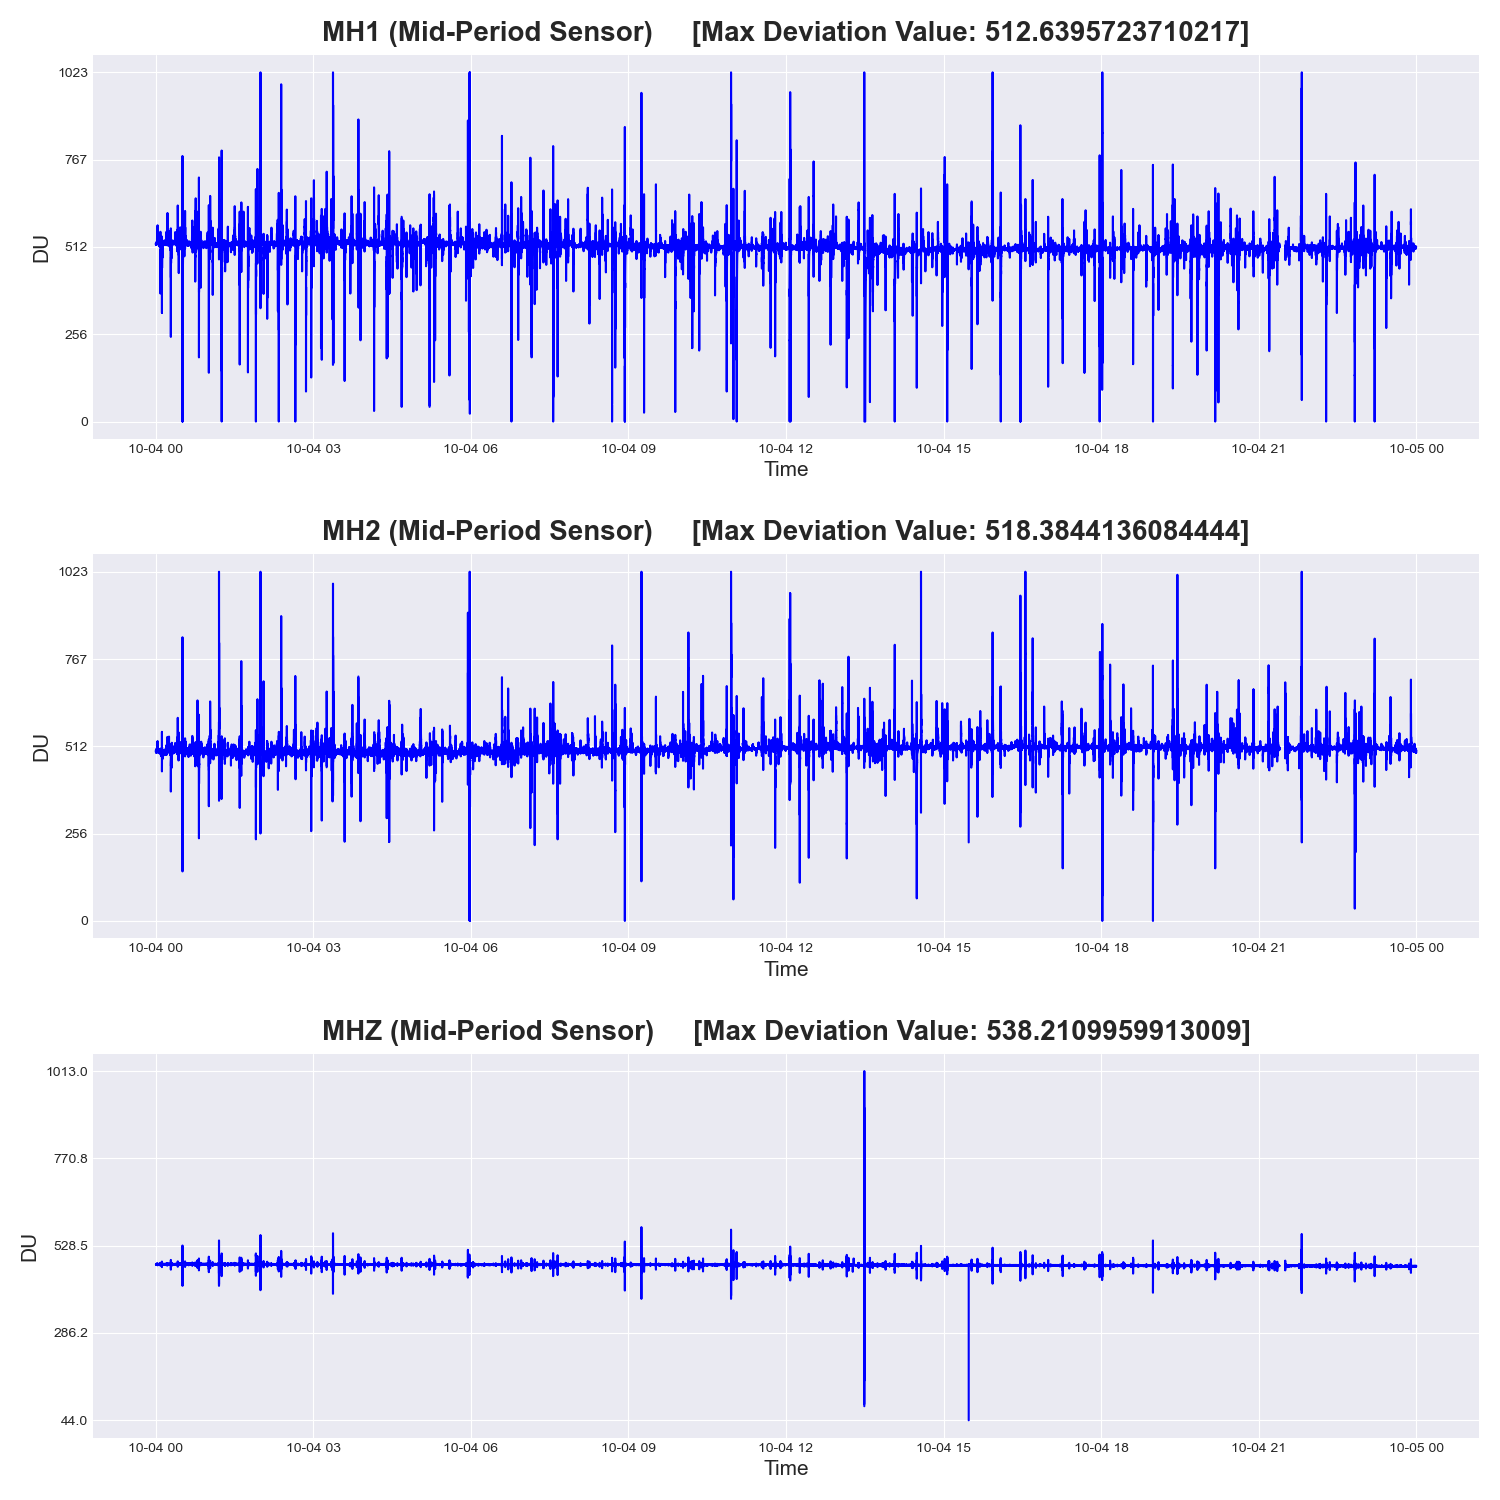 MH1 (Mid-Period Sensor) [Max Deviation Value: 512.6395723710217]
1023
767
512
256
0
DU
10-04 00 10-04 03 10-04 06 10-04 09 10-04 12 10-04 15 10-04 18 10-04 21 10-05 00
Time
MH2 (Mid-Period Sensor) [Max Deviation Value: 518.3844136084444]
1023
767
512
256
0
DU
10-04 00 10-04 03 10-04 06 10-04 09 10-04 12 10-04 15 10-04 18 10-04 21 10-05 00
Time
MHZ (Mid-Period Sensor) [Max Deviation Value: 538.2109959913009]
1013.0
770.8
528.5
286.2
44.0
DU
10-04 00 10-04 03 10-04 06 10-04 09 10-04 12 10-04 15 10-04 18 10-04 21 10-05 00
Time